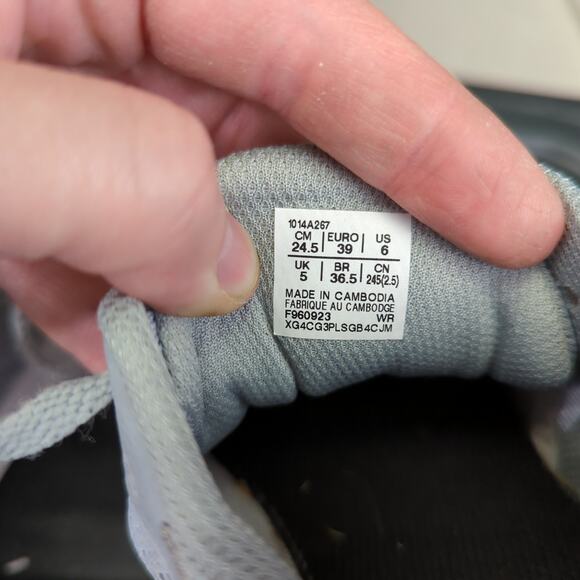 1014A267
CM EURO US
24.5 39 6
UK BR CN
5 36.5 245(2.5)
MADE IN CAMBODIA
FABRIQUE AU CAMBODGE
F960923 WR
XG4CG3PLSGB4CJM